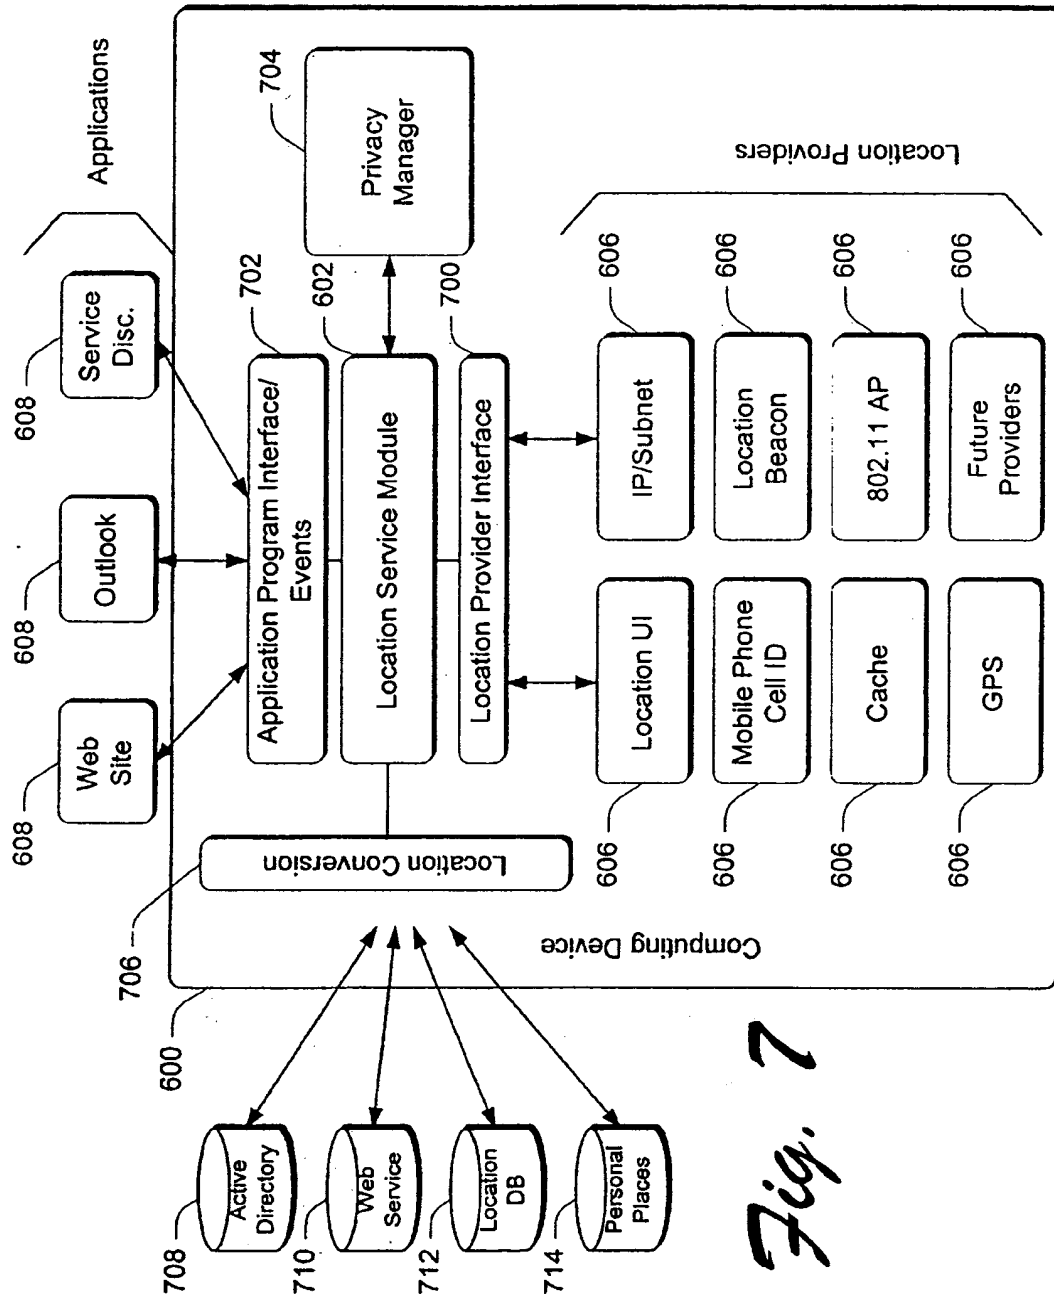 Applications
608
608
608
Web
Site
Outlook
Service
Disc.
600
706
702
602
700
704
Application Program Interface/
Events
Location Service Module
Location Provider Interface
Privacy
Manager
Location Conversion
708
Active
Directory
710
Web
Service
712
Location
DB
714
Personal
Places
Computing Device
Location Providers
606
Location UI
IP/Subnet
606
606
Mobile Phone
Cell ID
Location
Beacon
606
606
Cache
802.11 AP
606
606
GPS
Future
Providers
606
Fig. 7